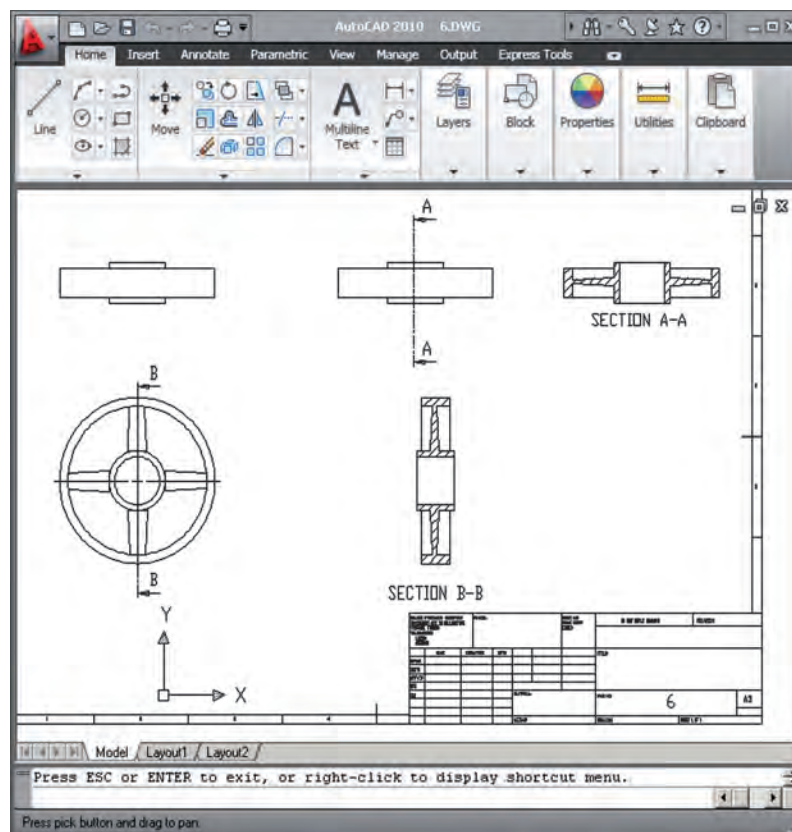 AutoCAD 2010 6.DWG
Home Insert Annotate Parametric View Manage Output Express Tools
Line
Move
A
Multiline
Text
Layers
Block
Properties
Utilities
Clipboard
A
SECTION A-A
A
B
B
SECTION B-B
Y
X
TITLE
6
A3
Model Layout1 Layout2
Press ESC or ENTER to exit, or right-click to display shortcut menu.
Press pick button and drag to pan.